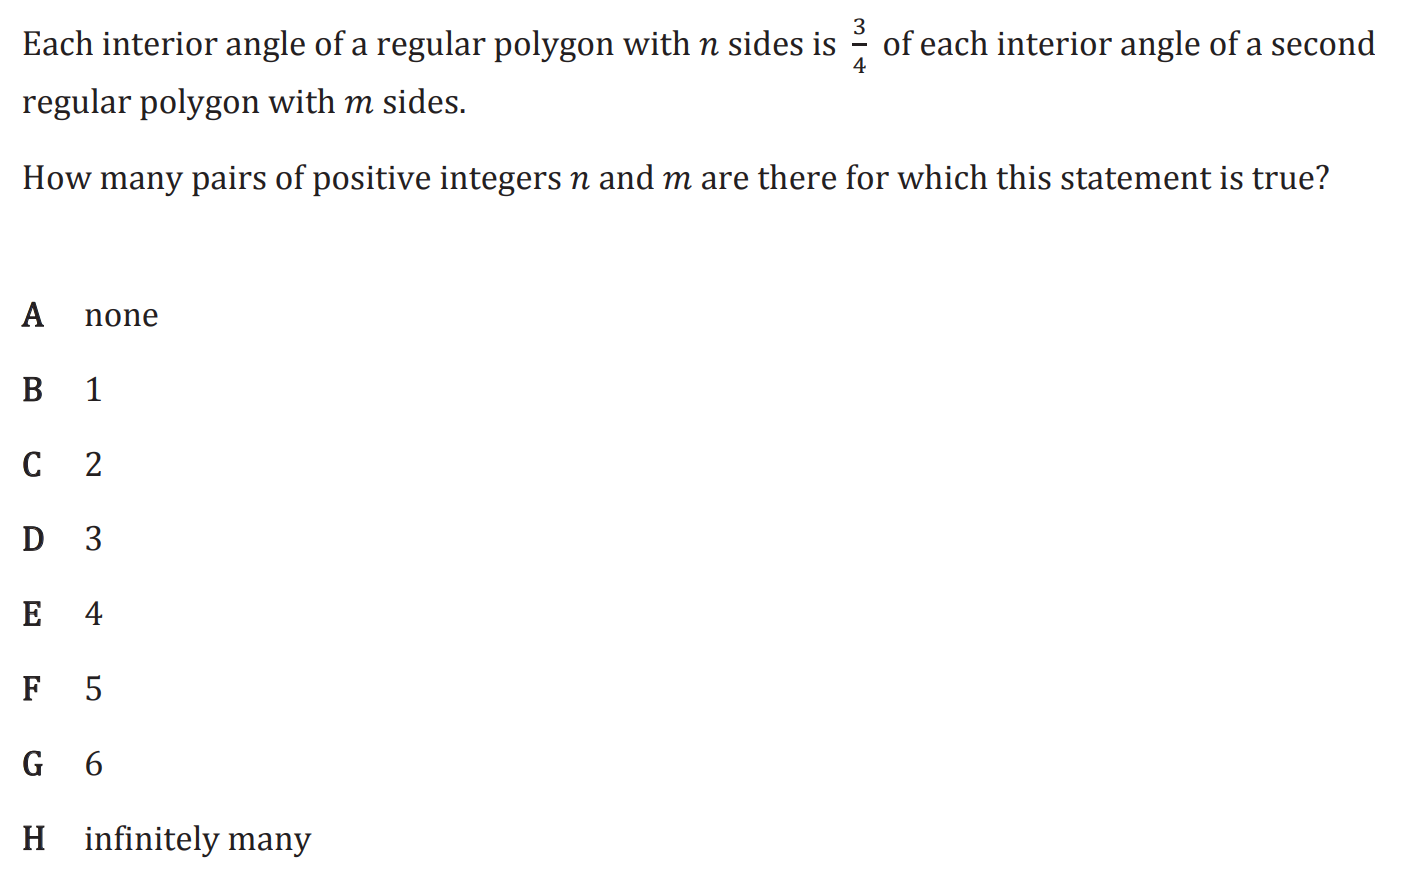 Each interior angle of a regular polygon with n sides is 3/4 of each interior angle of a second
regular polygon with m sides.
How many pairs of positive integers n and m are there for which this statement is true?
A none
B 1
C 2
D 3
E 4
F 5
G 6
H infinitely many